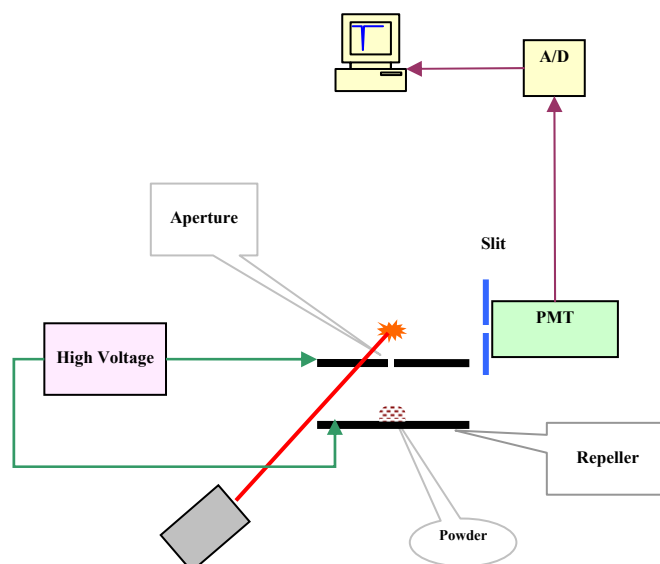 A/D
Aperture
Slit
PMT
High Voltage
Repeller
Powder